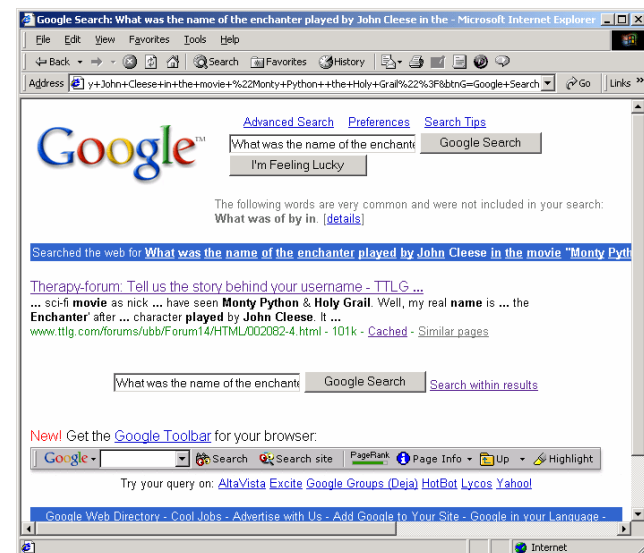 Google Search: What was the name of the enchanter played by John Cleese in the - Microsoft Internet Explorer
File Edit View Favorites Tools Help
Back Search Favorites History
Address y+John+Cleese+in+the+movie+%22Monty+Python++the+Holy+Grail%22%3F&btnG=Google+Search Go Links »
Advanced Search Preferences Search Tips
Google™ What was the name of the enchante Google Search
I'm Feeling Lucky
The following words are very common and were not included in your search:
What was of by in. [details]
Searched the web for What was the name of the enchanter played by John Cleese in the movie "Monty Pyth
Therapy-forum: Tell us the story behind your username - TTLG ...
... sci-fi movie as nick ... have seen Monty Python & Holy Grail. Well, my real name is ... the
Enchanter' after ... character played by John Cleese. It ...
www.ttlg.com/forums/ubb/Forum14/HTML/002082-4.html - 101k - Cached - Similar pages
What was the name of the enchante Google Search Search within results
New! Get the Google Toolbar for your browser:
Google Search Search site PageRank Page Info Up Highlight
Try your query on: AltaVista Excite Google Groups (Deja) HotBot Lycos Yahoo!
Google Web Directory - Cool Jobs - Advertise with Us - Add Google to Your Site - Google in your Language -
Internet